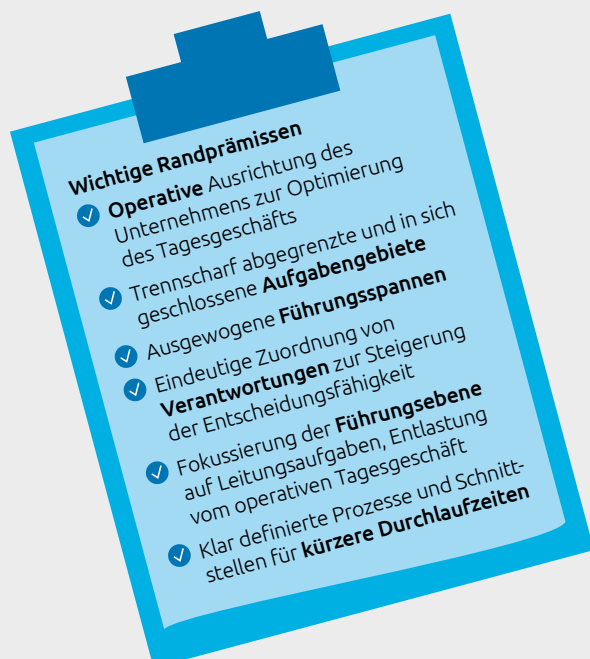 Wichtige Randprämissen
Operative Ausrichtung des
Unternehmens zur Optimierung
des Tagesgeschäfts
Trennscharf abgegrenzte und in sich
geschlossene Aufgabengebiete
Ausgewogene Führungsspannen
Eindeutige Zuordnung von
Verantwortungen zur Steigerung
der Entscheidungsfähigkeit
Fokussierung der Führungsebene
auf Leitungsaufgaben, Entlastung
vom operativen Tagesgeschäft
Klar definierte Prozesse und Schnitt-
stellen für kürzere Durchlaufzeiten